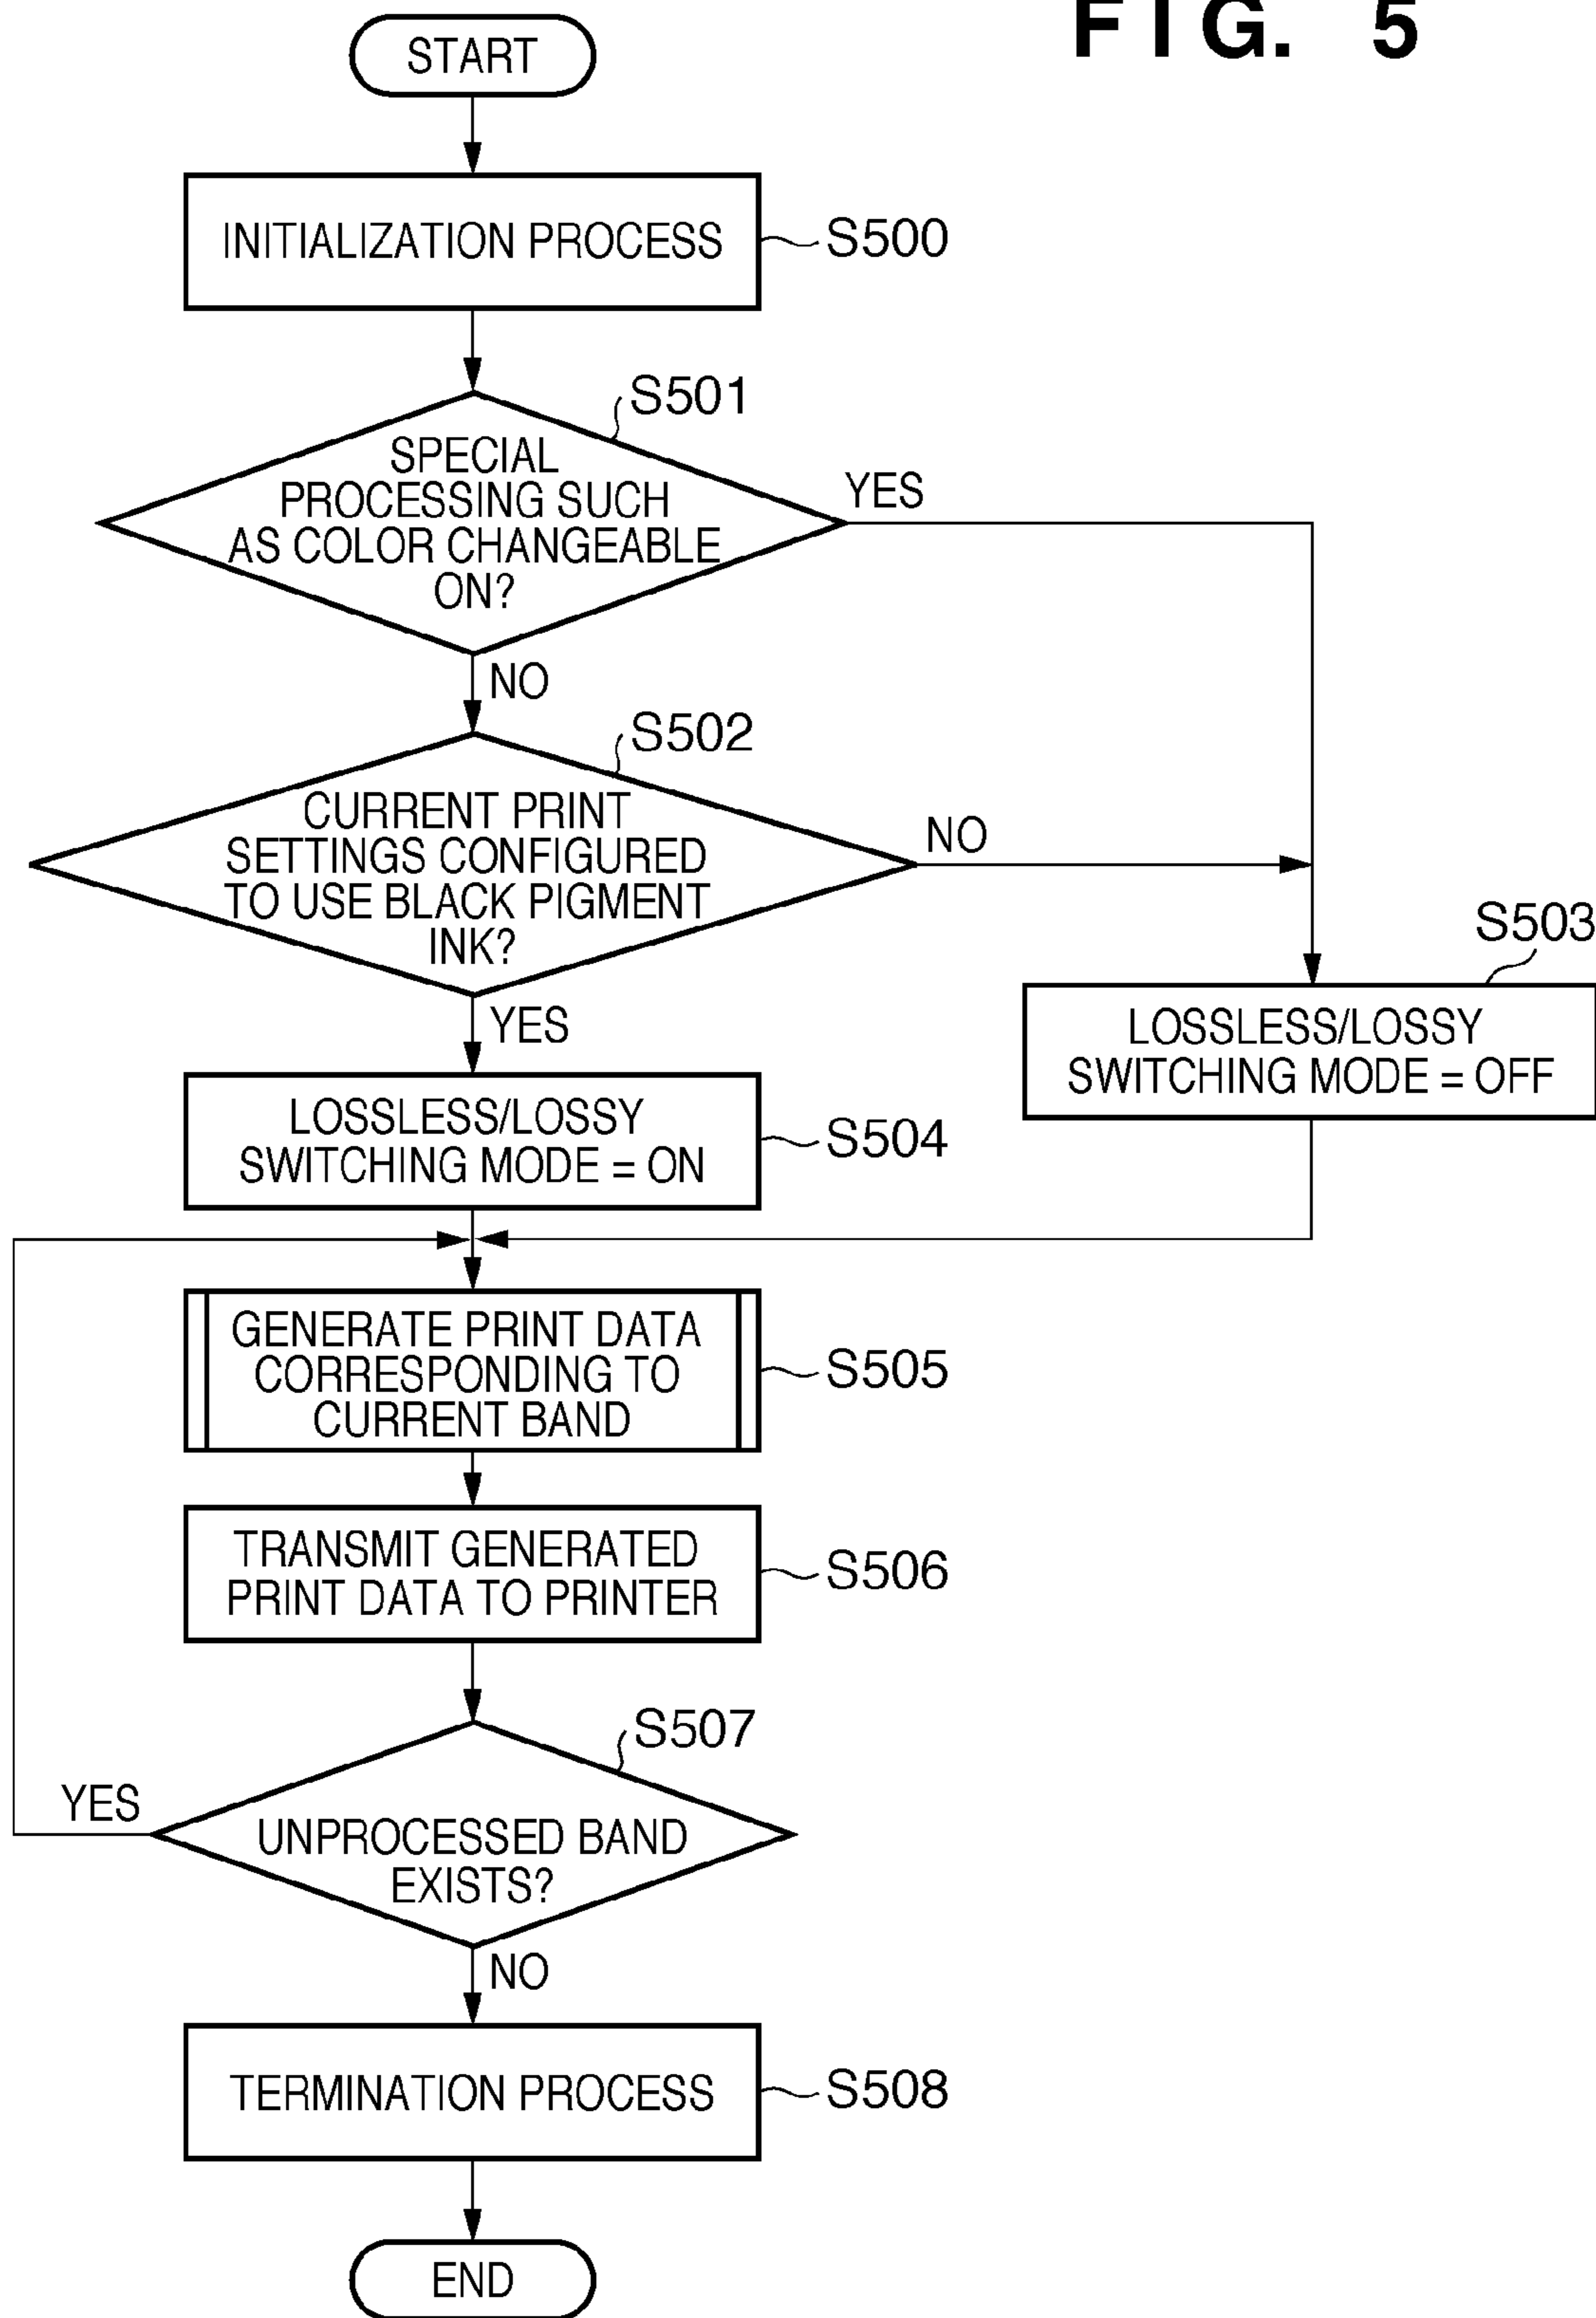 FIG. 5
START
INITIALIZATION PROCESS
S500
S501
SPECIAL
PROCESSING SUCH
AS COLOR CHANGEABLE
ON?
YES
NO
S502
CURRENT PRINT
SETTINGS CONFIGURED
TO USE BLACK PIGMENT
INK?
NO
YES
S503
LOSSLESS/LOSSY
SWITCHING MODE = OFF
LOSSLESS/LOSSY
SWITCHING MODE = ON
S504
GENERATE PRINT DATA
CORRESPONDING TO
CURRENT BAND
S505
TRANSMIT GENERATED
PRINT DATA TO PRINTER
S506
S507
YES
UNPROCESSED BAND
EXISTS?
NO
TERMINATION PROCESS
S508
END